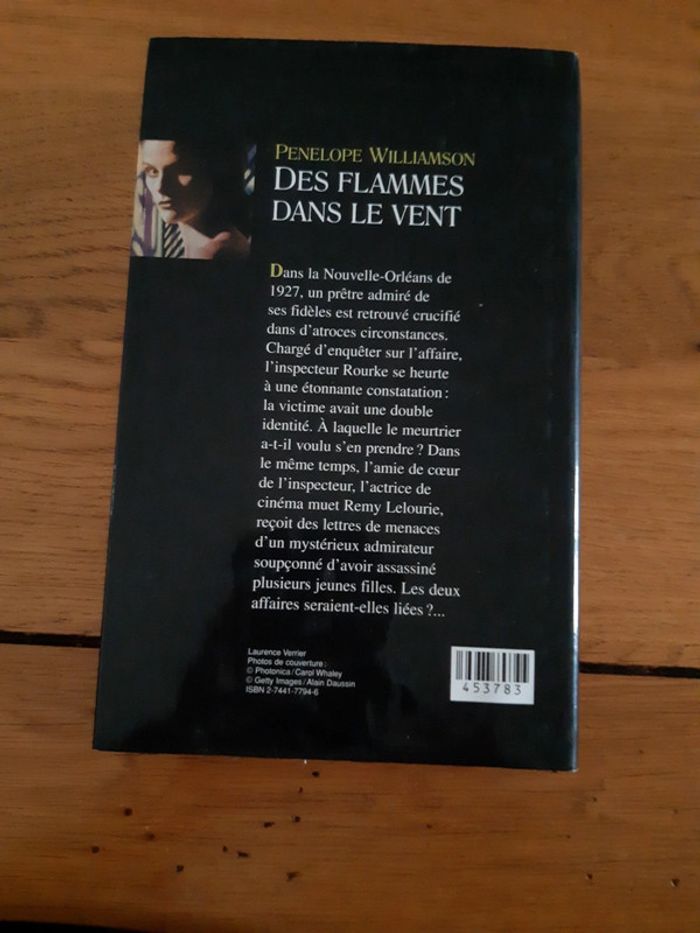 PENELOPE WILLIAMSON
DES FLAMMES
DANS LE VENT
Dans la Nouvelle-Orléans de
1927, un prêtre admiré de
ses fidèles est retrouvé crucifié
dans d'atroces circonstances.
Chargé d'enquêter sur l'affaire,
l'inspecteur Rourke se heurte
à une étonnante constatation :
la victime avait une double
identité. À laquelle le meurtrier
a-t-il voulu s'en prendre ? Dans
le même temps, l'amie de cœur
de l'inspecteur, l'actrice de
cinéma muet Remy Lelourie,
reçoit des lettres de menaces
d'un mystérieux admirateur
soupçonné d'avoir assassiné
plusieurs jeunes filles. Les deux
affaires seraient-elles liées ?...
Laurence Verrier
Photos de couverture :
© Photonica / Carol Whaley
© Getty Images / Alain Daussin
ISBN 2-7441-7794-6
453783